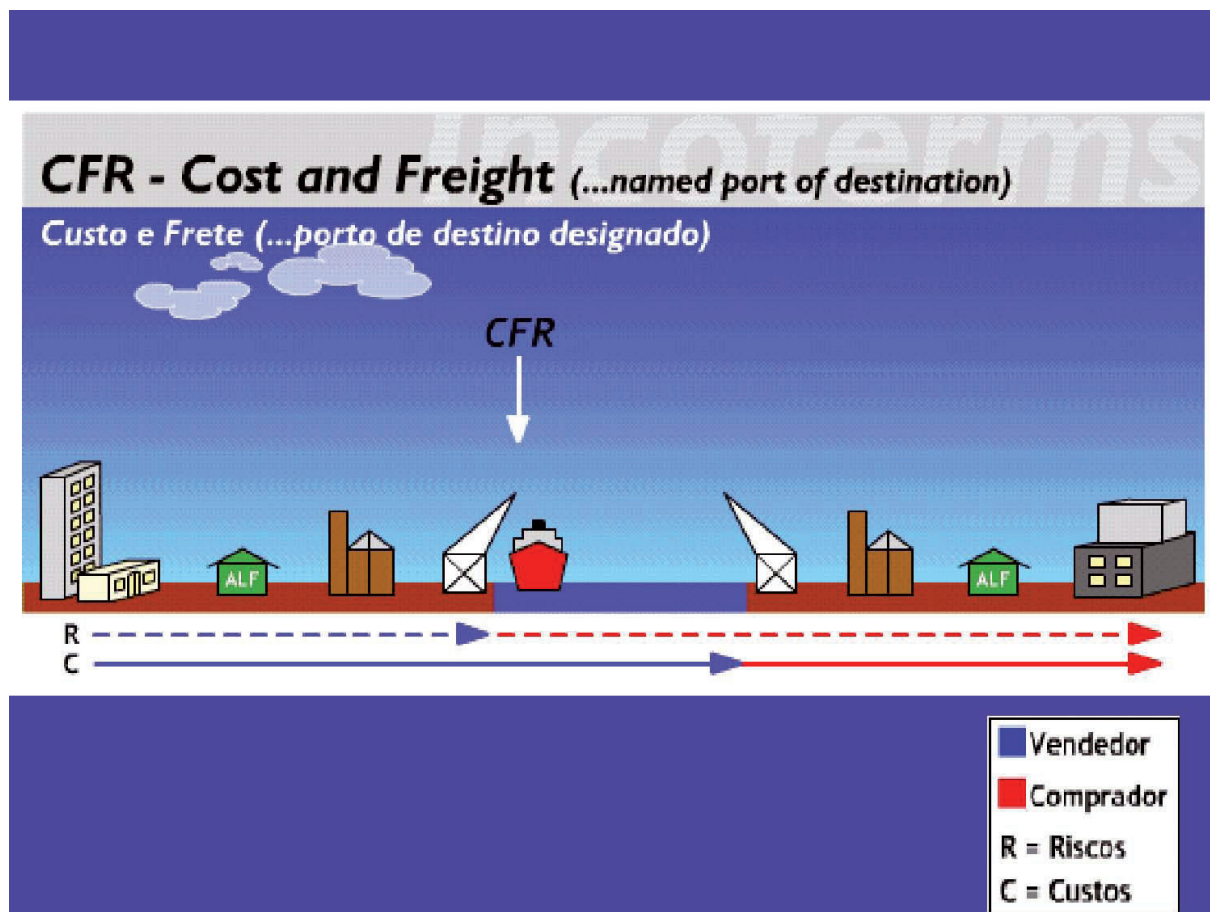 Incoterms
CFR - Cost and Freight (...named port of destination)
Custo e Frete (...porto de destino designado)
CFR
ALF
ALF
R
C
Vendedor
Comprador
R = Riscos
C = Custos